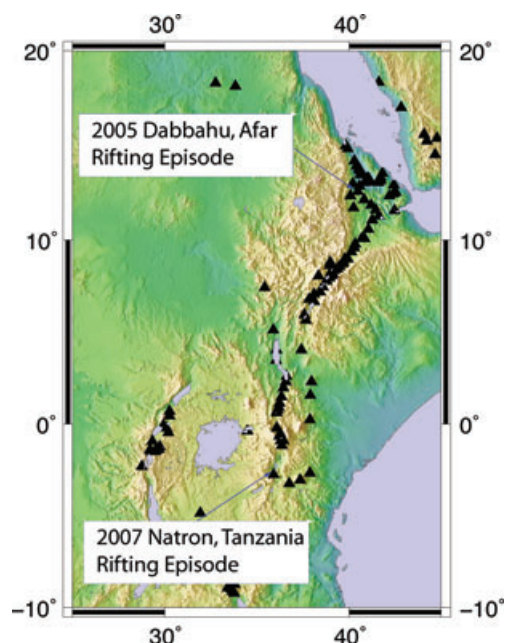 30° 40°
20° 20°
2005 Dabbahu, Afar
Rifting Episode
10° 10°
0° 0°
2007 Natron, Tanzania
Rifting Episode
–10° –10°
30° 40°